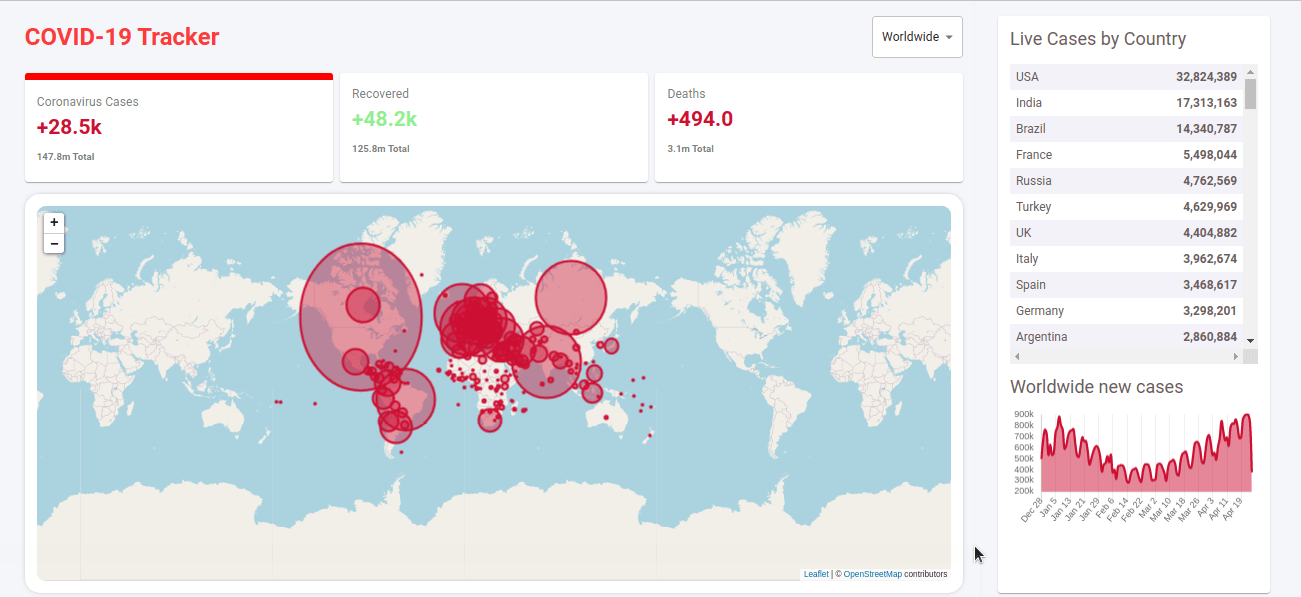 COVID-19 Tracker
Worldwide
Coronavirus Cases
+28.5k
147.8m Total
Recovered
+48.2k
125.8m Total
Deaths
+494.0
3.1m Total
+
−
Leaflet | © OpenStreetMap contributors
Live Cases by Country
USA 32,824,389
India 17,313,163
Brazil 14,340,787
France 5,498,044
Russia 4,762,569
Turkey 4,629,969
UK 4,404,882
Italy 3,962,674
Spain 3,468,617
Germany 3,298,201
Argentina 2,860,884
Worldwide new cases
900k
800k
700k
600k
500k
400k
300k
200k
Dec 28
Jan 5
Jan 13
Jan 21
Jan 29
Feb 6
Feb 14
Feb 22
Mar 2
Mar 10
Mar 18
Mar 26
Apr 3
Apr 11
Apr 19